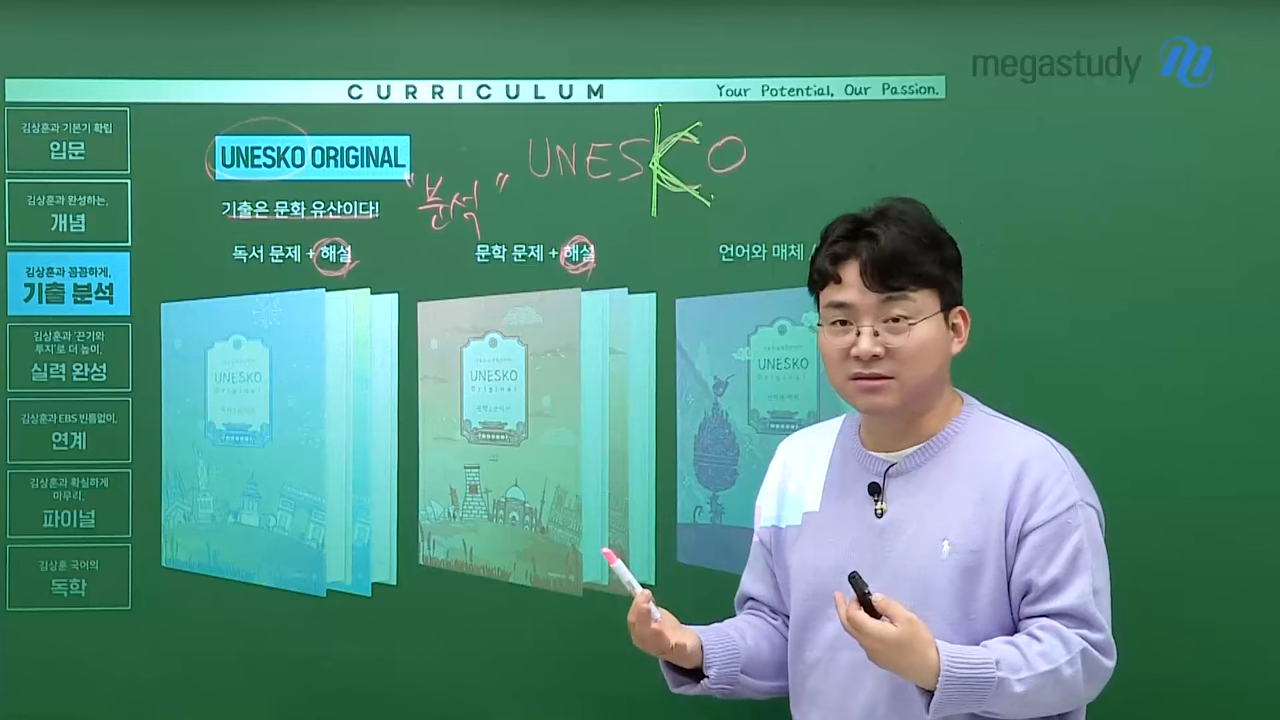 megastudy
CURRICULUM
Your Potential, Our Passion.
김상훈과 기본기 확립
입문
김상훈과 완성하는,
개념
김상훈과 꼼꼼하게,
기출 분석
김상훈과 '끈기와
투지'로 더 높이,
실력 완성
김상훈과 EBS 빈틈없이,
연계
김상훈과 확실하게
마무리,
파이널
김상훈 국어의
독학
UNESKO ORIGINAL
UNESKO
기출은 문화 유산이다!
"분석"
독서 문제 + 해설
문학 문제 + 해설
언어와 매체 /
UNESKO
Original
UNESKO
Original
UNESKO
Original